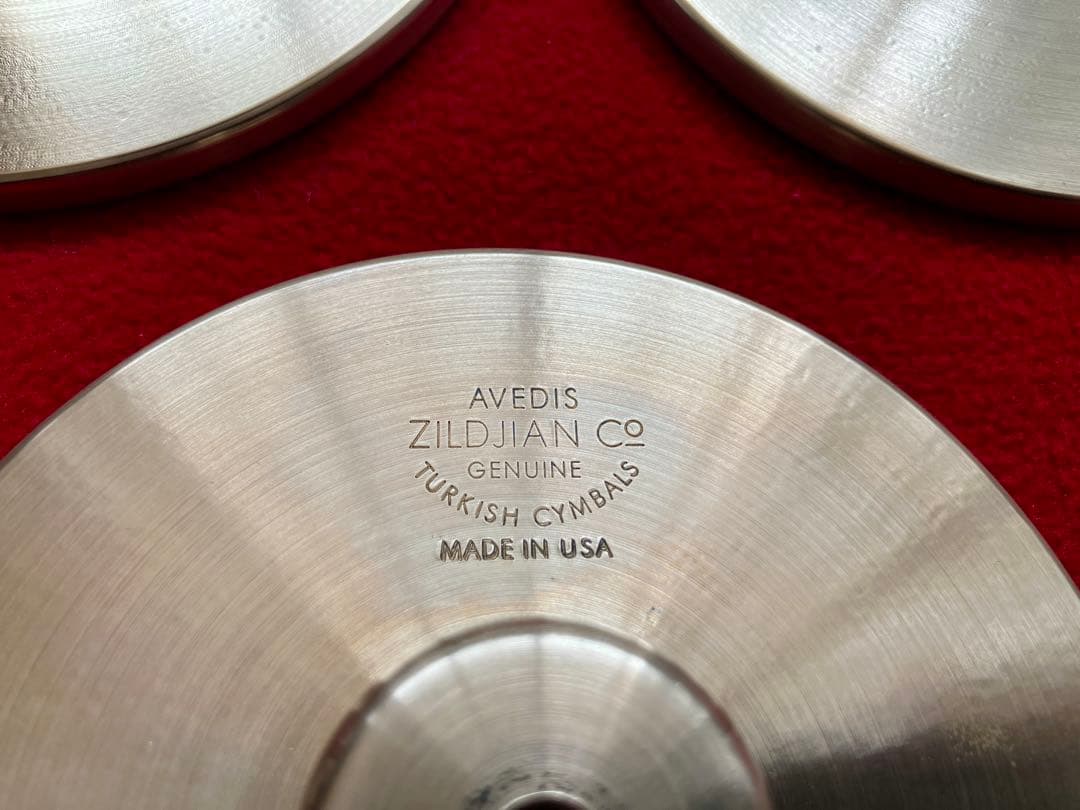 AVEDIS
ZILDJIAN Cº
GENUINE
TURKISH CYMBALS
MADE IN USA